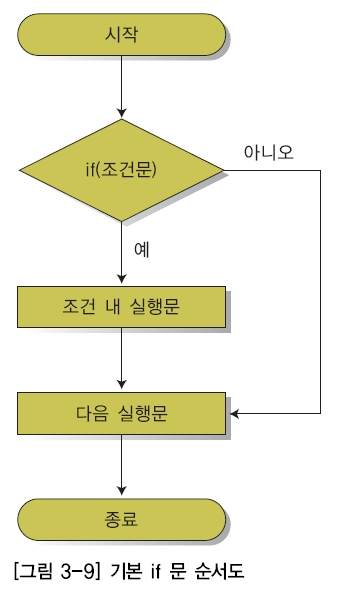 시작
if(조건문)
아니오
예
조건 내 실행문
다음 실행문
종료
[그림 3-9] 기본 if 문 순서도